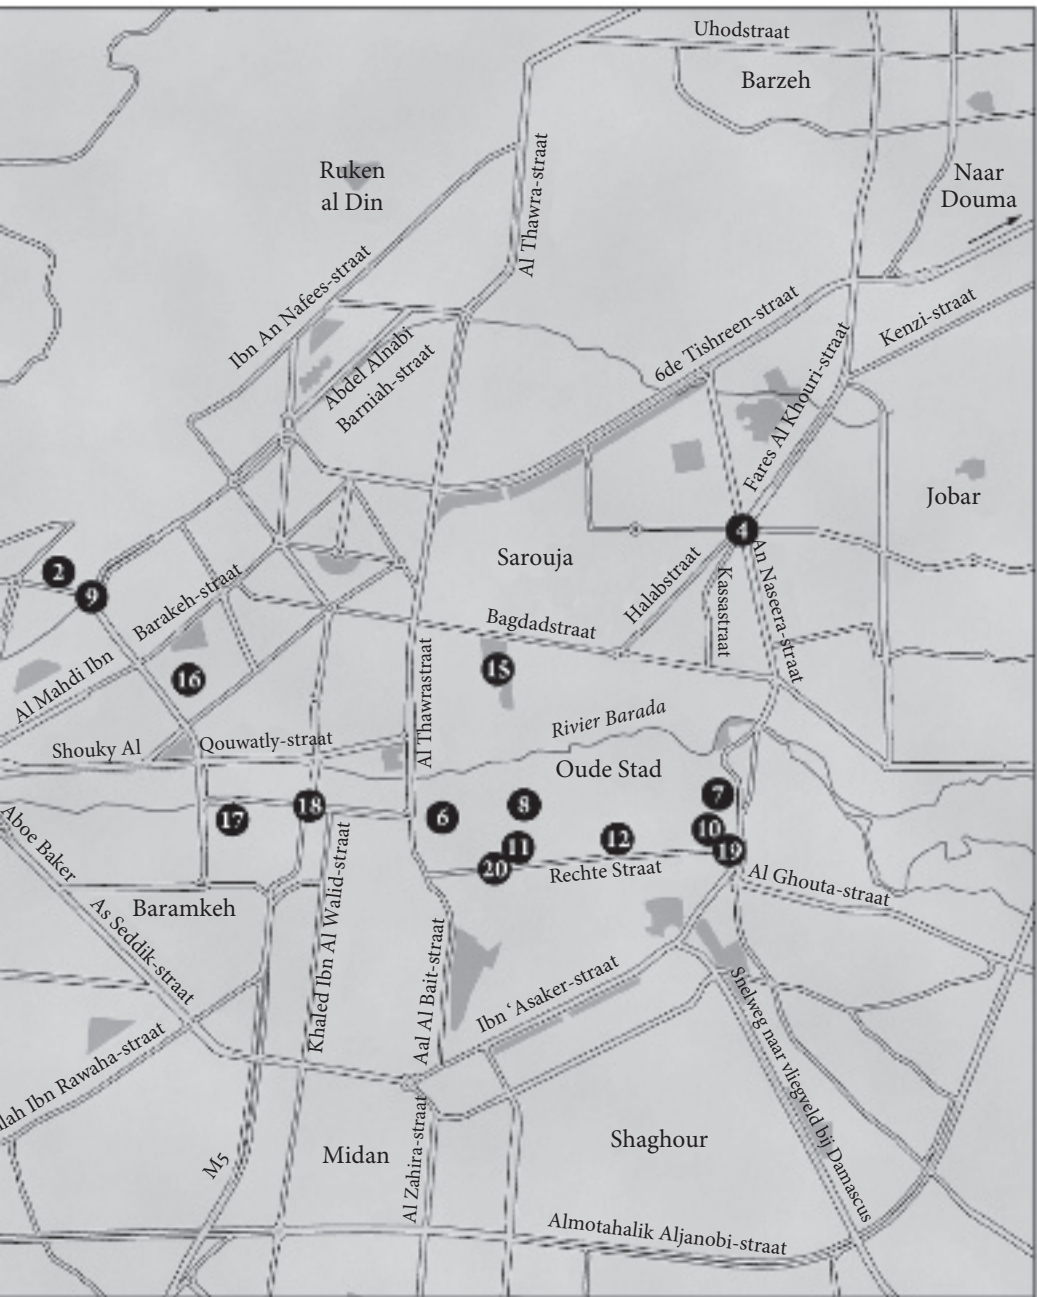 Uhodstraat
Barzeh
Ruken
al Din
Al Thawra-straat
Naar
Douma
Ibn An Nafees-straat
Abdel Alnabi
Barniah-straat
6de Tishreen-straat
Kenzi-straat
Fares Al Khouri-straat
Jobar
4
Sarouja
2
9
Barakeh-straat
Al Mahdi Ibn
Halabstraat
Kassastraat
An Naseera-straat
Bagdadstraat
15
16
Al Thawrastraat
Rivier Barada
Shouky Al
Qouwatly-straat
Oude Stad
7
8
6
18
17
10
12
11
19
20
Rechte Straat
Al Ghouta-straat
Aboe Baker
As Seddik-straat
Baramkeh
Khaled Ibn Al Walid-straat
Aal Al Bait-straat
Ibn ‘Asaker-straat
Snelweg naar vliegveld bij Damascus
llah Ibn Rawaha-straat
M5
Midan
Al Zahira-straat
Shaghour
Almotahalik Aljanobi-straat